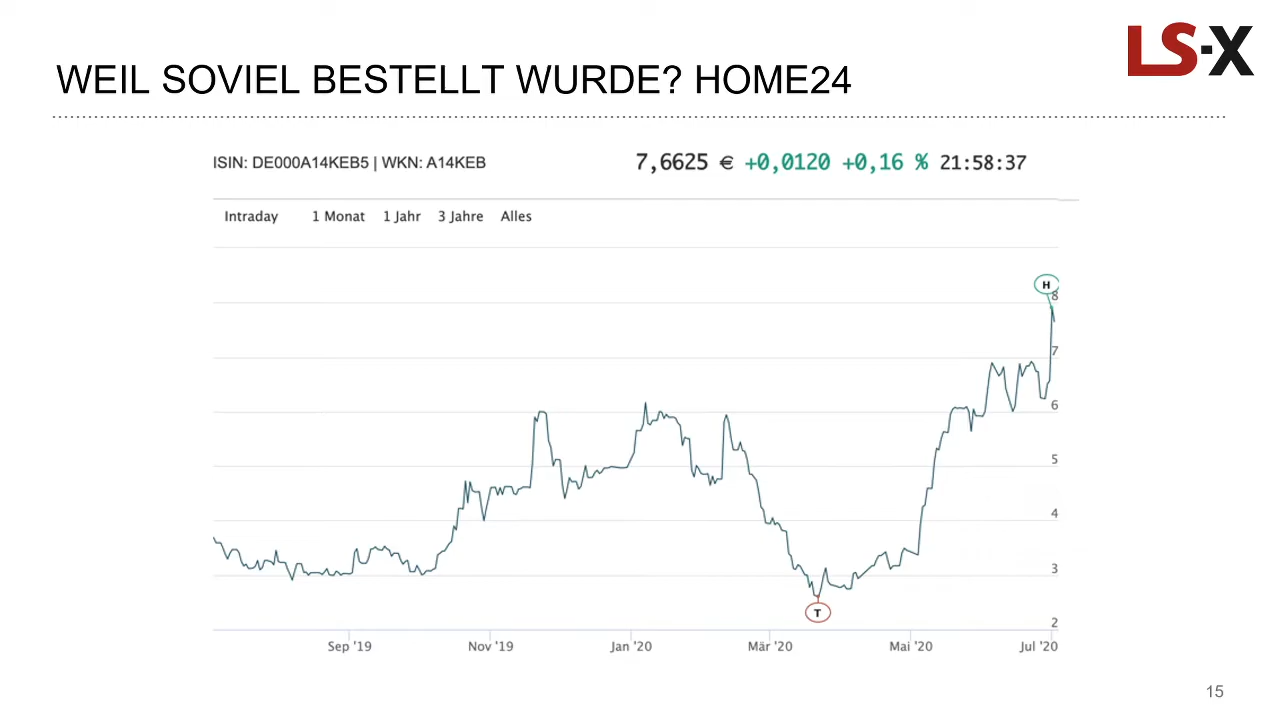 LS-X
WEIL SOVIEL BESTELLT WURDE? HOME24
ISIN: DE000A14KEB5 | WKN: A14KEB
7,6625 € +0,0120 +0,16 % 21:58:37
Intraday 1 Monat 1 Jahr 3 Jahre Alles
H
8
7
6
5
4
3
T
2
Sep '19 Nov '19 Jan '20 Mär '20 Mai '20 Jul '20
15